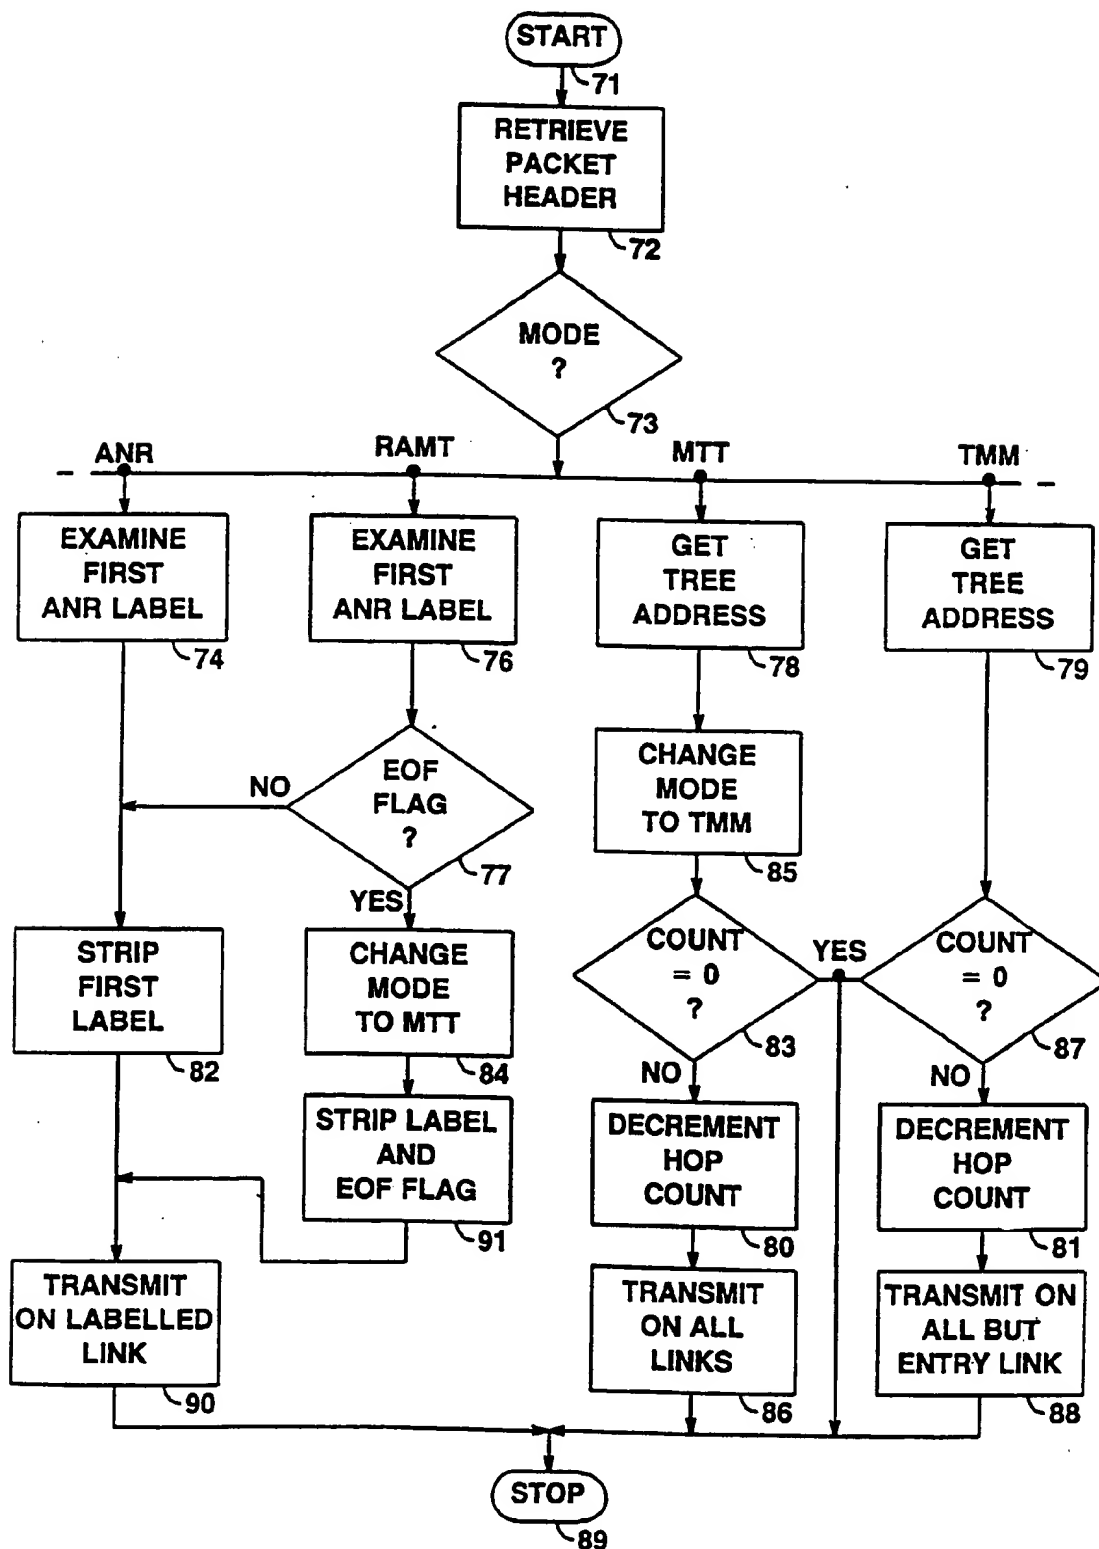 START
71
RETRIEVE
PACKET
HEADER
72
MODE
?
73
ANR
RAMT
MTT
TMM
EXAMINE
FIRST
ANR LABEL
74
EXAMINE
FIRST
ANR LABEL
76
GET
TREE
ADDRESS
78
GET
TREE
ADDRESS
79
EOF
FLAG
?
77
NO
YES
CHANGE
MODE
TO TMM
85
STRIP
FIRST
LABEL
82
CHANGE
MODE
TO MTT
84
COUNT
= 0
?
83
YES
NO
COUNT
= 0
?
87
NO
STRIP LABEL
AND
EOF FLAG
91
DECREMENT
HOP
COUNT
80
DECREMENT
HOP
COUNT
81
TRANSMIT
ON LABELLED
LINK
90
TRANSMIT
ON ALL
LINKS
86
TRANSMIT ON
ALL BUT
ENTRY LINK
88
STOP
89